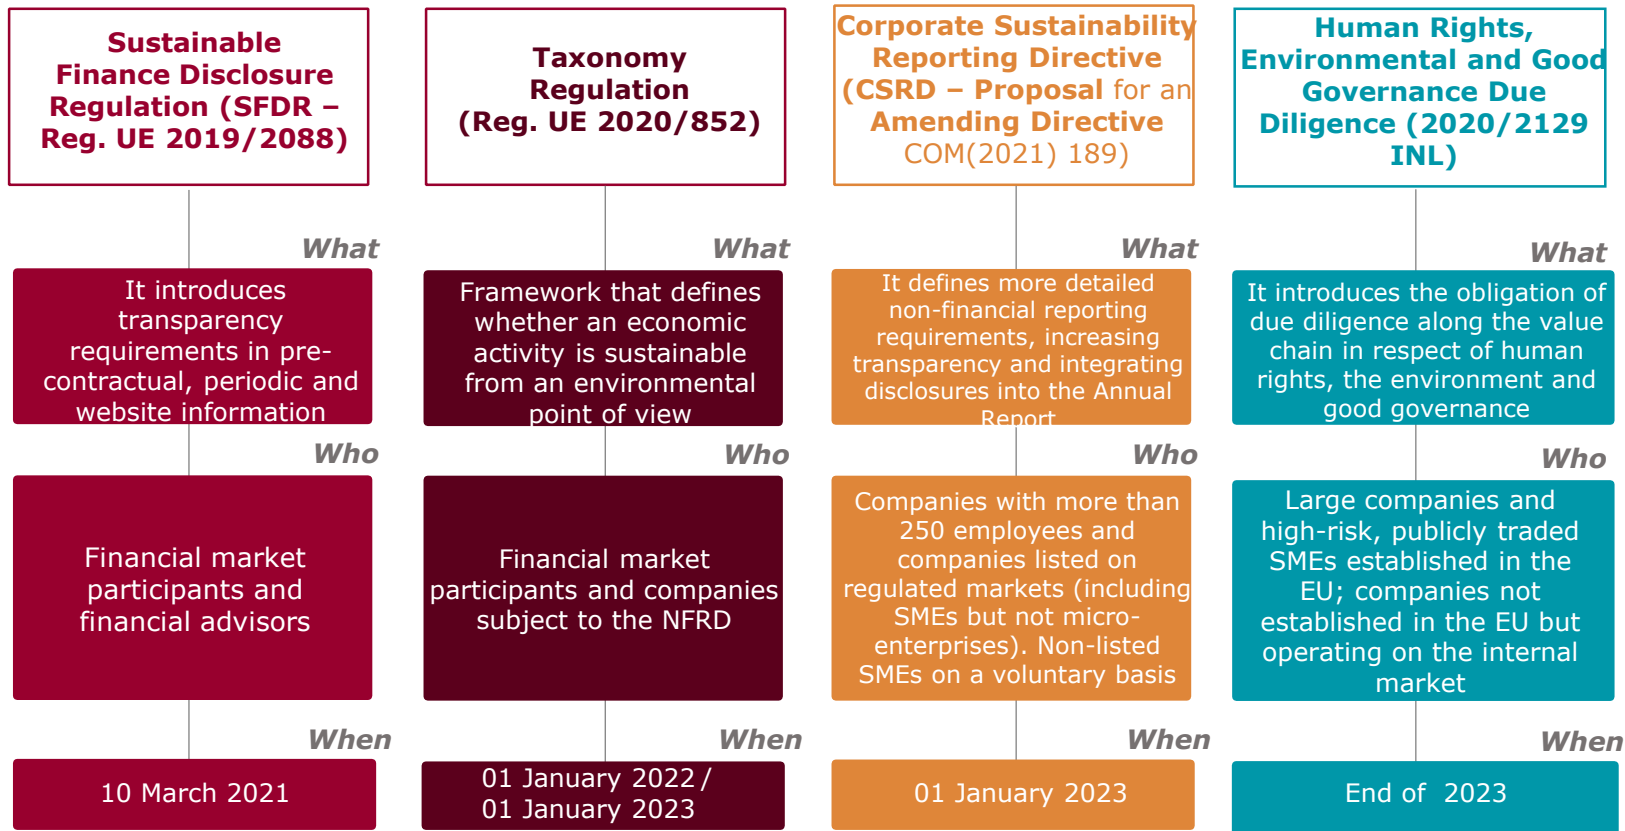 Sustainable
Finance Disclosure
Regulation (SFDR –
Reg. UE 2019/2088)
What
It introduces
transparency
requirements in pre-
contractual, periodic and
website information
Who
Financial market
participants and
financial advisors
When
10 March 2021
Taxonomy
Regulation
(Reg. UE 2020/852)
What
Framework that defines
whether an economic
activity is sustainable
from an environmental
point of view
Who
Financial market
participants and companies
subject to the NFRD
When
01 January 2022 /
01 January 2023
Corporate Sustainability
Reporting Directive
(CSRD – Proposal for an
Amending Directive
COM(2021) 189)
What
It defines more detailed
non-financial reporting
requirements, increasing
transparency and integrating
disclosures into the Annual
Report
Who
Companies with more than
250 employees and
companies listed on
regulated markets (including
SMEs but not micro-
enterprises). Non-listed
SMEs on a voluntary basis
When
01 January 2023
Human Rights,
Environmental and Good
Governance Due
Diligence (2020/2129
INL)
What
It introduces the obligation of
due diligence along the value
chain in respect of human
rights, the environment and
good governance
Who
Large companies and
high-risk, publicly traded
SMEs established in the
EU; companies not
established in the EU but
operating on the internal
market
When
End of 2023